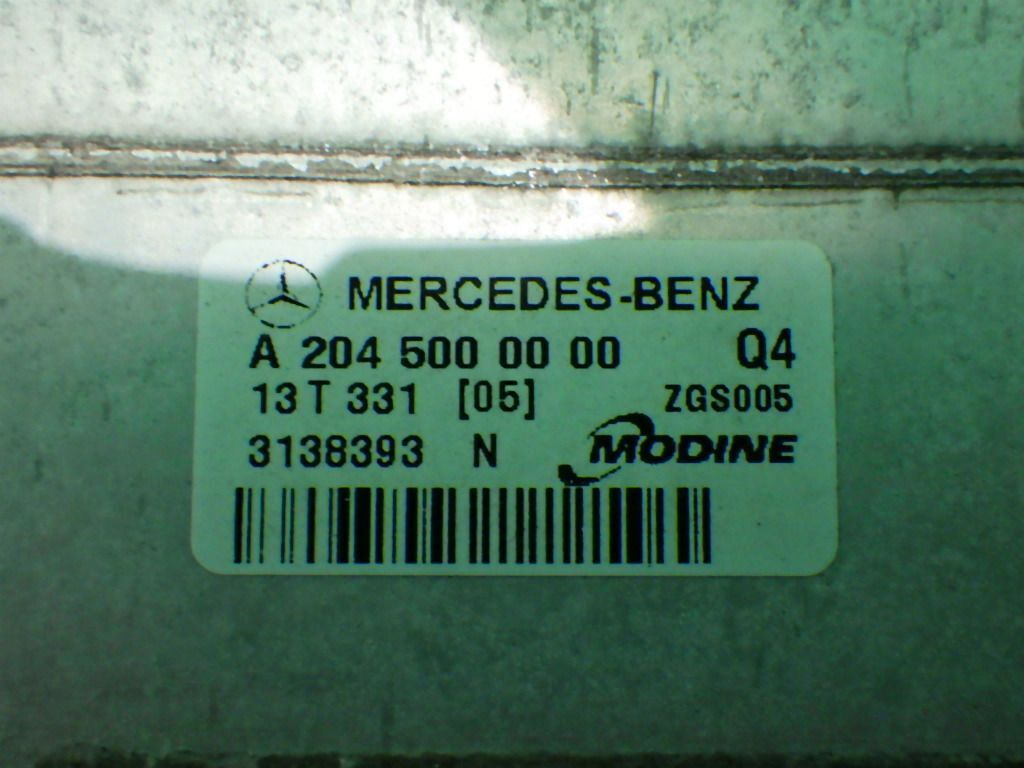 MERCEDES-BENZ
A 204 500 00 00 Q4
13 T 331 [05] ZGS005
3138393 N MODINE